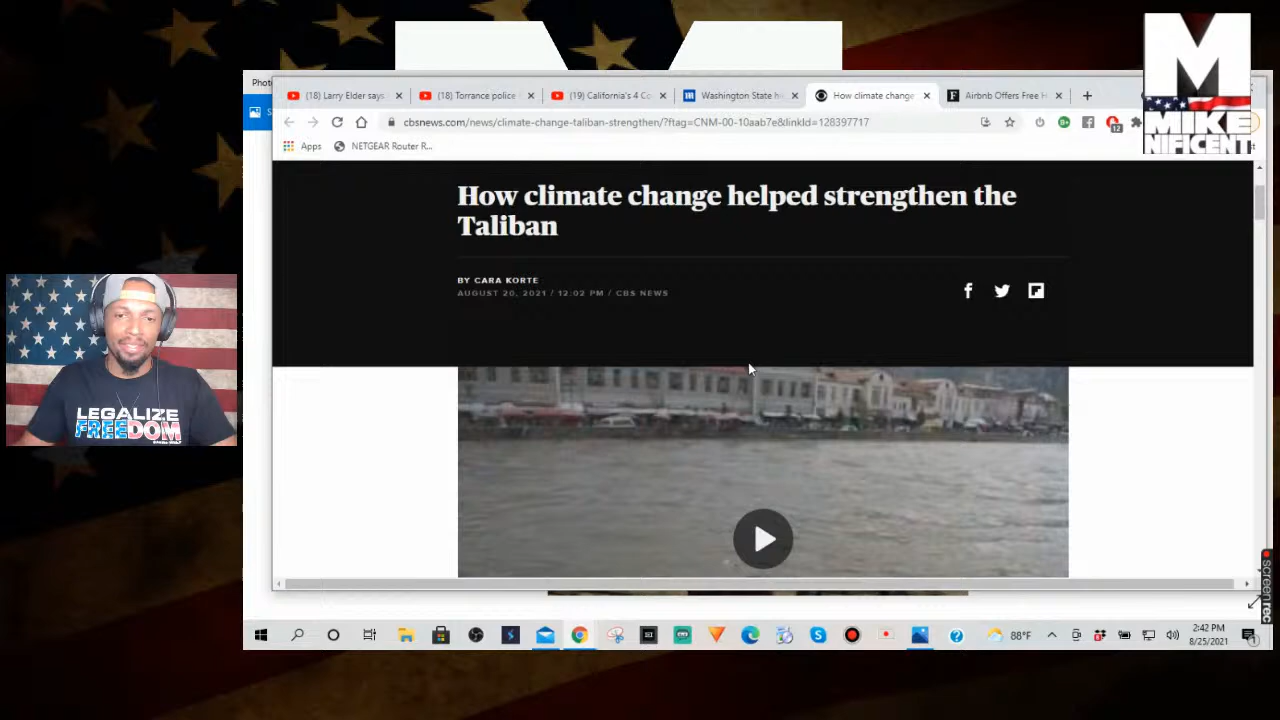 Photo
(18) Larry Elder says
(18) Torrance police
(19) California's 4 Co
Washington State h
How climate change
Airbnb Offers Free H
cbsnews.com/news/climate-change-taliban-strengthen/?ftag=CNM-00-10aab7e&linkId=128397717
Apps
NETGEAR Router R...
M
MIKE
NIFICENT
How climate change helped strengthen the
Taliban
BY CARA KORTE
AUGUST 20, 2021 / 12:02 PM / CBS NEWS
LEGALIZE
FREEDOM
screenrec
88°F
2:42 PM
8/25/2021